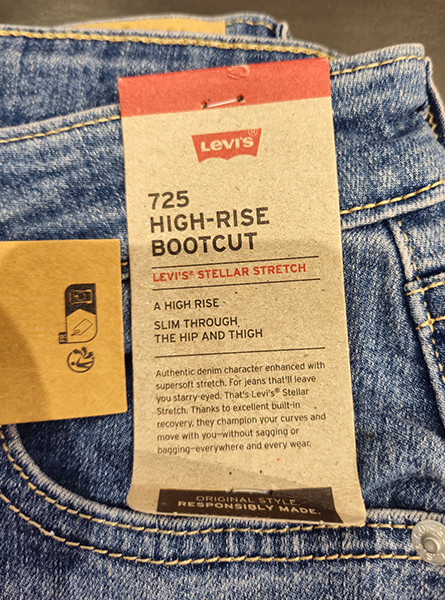 Levi's®
725
HIGH-RISE
BOOTCUT
LEVI'S® STELLAR STRETCH
A HIGH RISE
SLIM THROUGH
THE HIP AND THIGH
Authentic denim character enhanced with
supersoft stretch. For jeans that'll leave
you starry-eyed. That's Levi's® Stellar
Stretch. Thanks to excellent built-in
recovery, they champion your curves and
move with you—without sagging or
bagging—everywhere and every wear.
ORIGINAL STYLE.
RESPONSIBLY MADE.